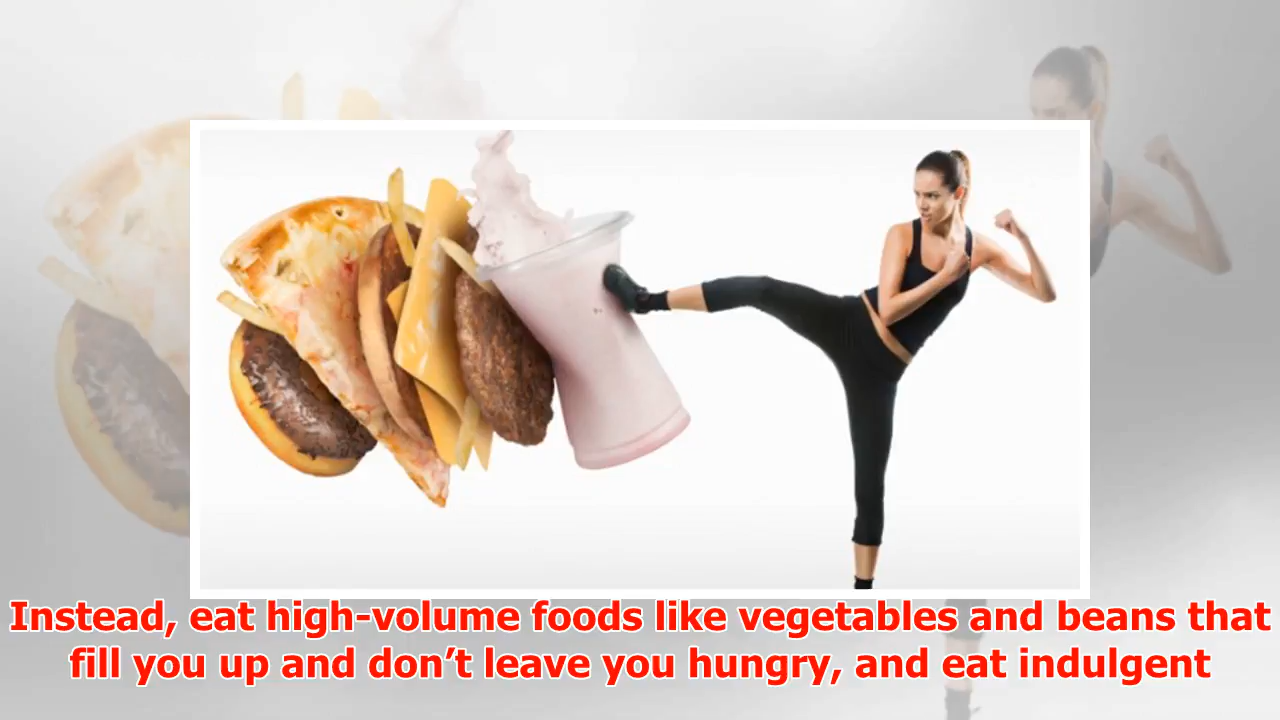 Instead, eat high-volume foods like vegetables and beans that
fill you up and don’t leave you hungry, and eat indulgent